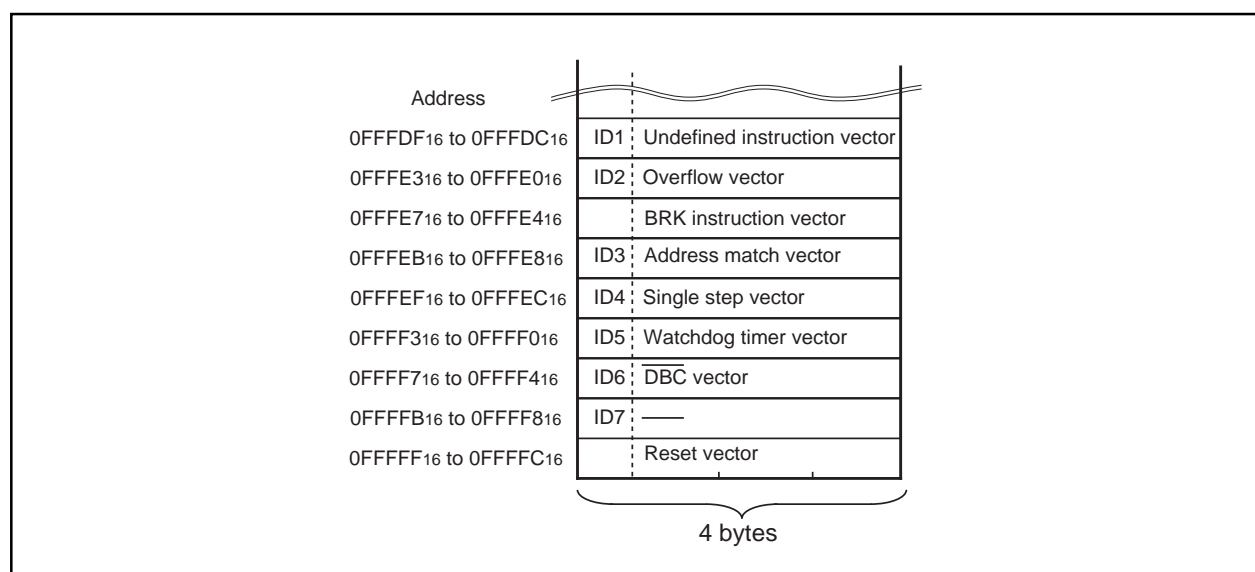 Address
0FFFDF16 to 0FFFDC16 ID1 Undefined instruction vector
0FFFE316 to 0FFFE016 ID2 Overflow vector
0FFFE716 to 0FFFE416 BRK instruction vector
0FFFEB16 to 0FFFE816 ID3 Address match vector
0FFFEF16 to 0FFFEC16 ID4 Single step vector
0FFFF316 to 0FFFF016 ID5 Watchdog timer vector
0FFFF716 to 0FFFF416 ID6 DBC vector
0FFFFB16 to 0FFFF816 ID7 —
0FFFFF16 to 0FFFFC16 Reset vector
4 bytes